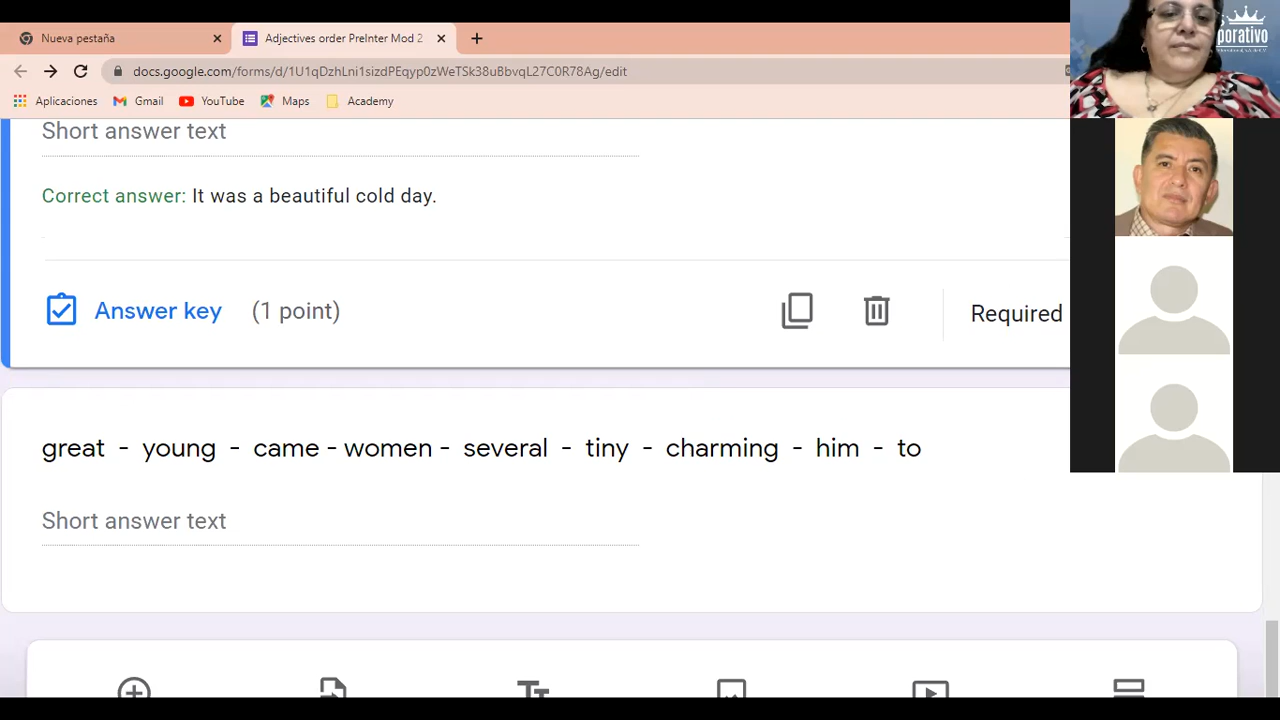 Nueva pestaña
Adjectives order PreInter Mod 2
docs.google.com/forms/d/1U1qDzhLni1sizdPEqyp0zWeTSk38uBbvqL27C0R78Ag/edit
Aplicaciones
Gmail
YouTube
Maps
Academy
porativo
Short answer text
Correct answer: It was a beautiful cold day.
Answer key (1 point)
Required
great - young - came - women - several - tiny - charming - him - to
Short answer text
Tт